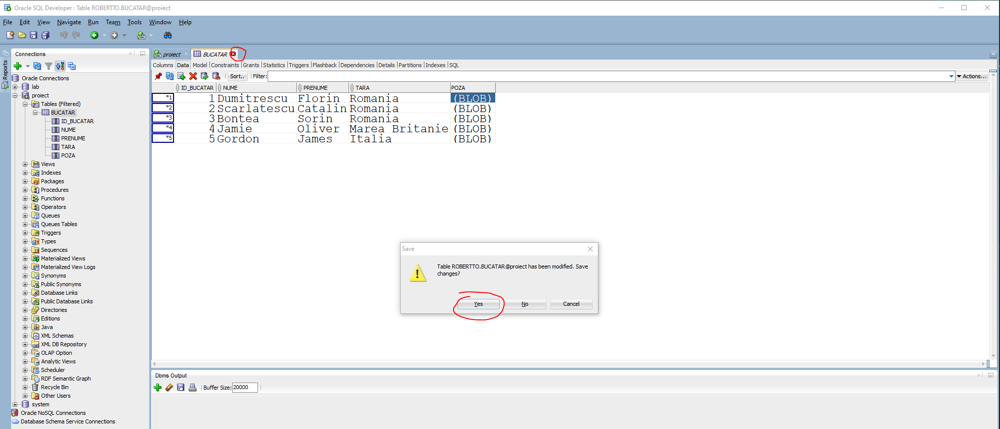 Oracle SQL Developer : Table ROBERTTO.BUCATAR@proiect
File Edit View Navigate Run Team Tools Window Help
Reports
Connections
Oracle Connections
lab
proiect
Tables (Filtered)
BUCATAR
ID_BUCATAR
NUME
PRENUME
TARA
POZA
Views
Indexes
Packages
Procedures
Functions
Operators
Queues
Queues Tables
Triggers
Types
Sequences
Materialized Views
Materialized View Logs
Synonyms
Public Synonyms
Database Links
Public Database Links
Directories
Editions
Java
XML Schemas
XML DB Repository
OLAP Option
Analytic Views
Scheduler
RDF Semantic Graph
Recycle Bin
Other Users
system
Oracle NoSQL Connections
Database Schema Service Connections
proiect BUCATAR
Columns Data Model Constraints Grants Statistics Triggers Flashback Dependencies Details Partitions Indexes SQL
Sort.. Filter: Actions...
ID_BUCATAR NUME PRENUME TARA POZA
*1 1 Dumitrescu Florin Romania (BLOB)
*2 2 Scarlatescu Catalin Romania (BLOB)
*3 3 Bontea Sorin Romania (BLOB)
*4 4 Jamie Oliver Marea Britanie (BLOB)
*5 5 Gordon James Italia (BLOB)
Save
Table ROBERTTO.BUCATAR@proiect has been modified. Save
changes?
Yes No Cancel
Dbms Output
Buffer Size: 20000